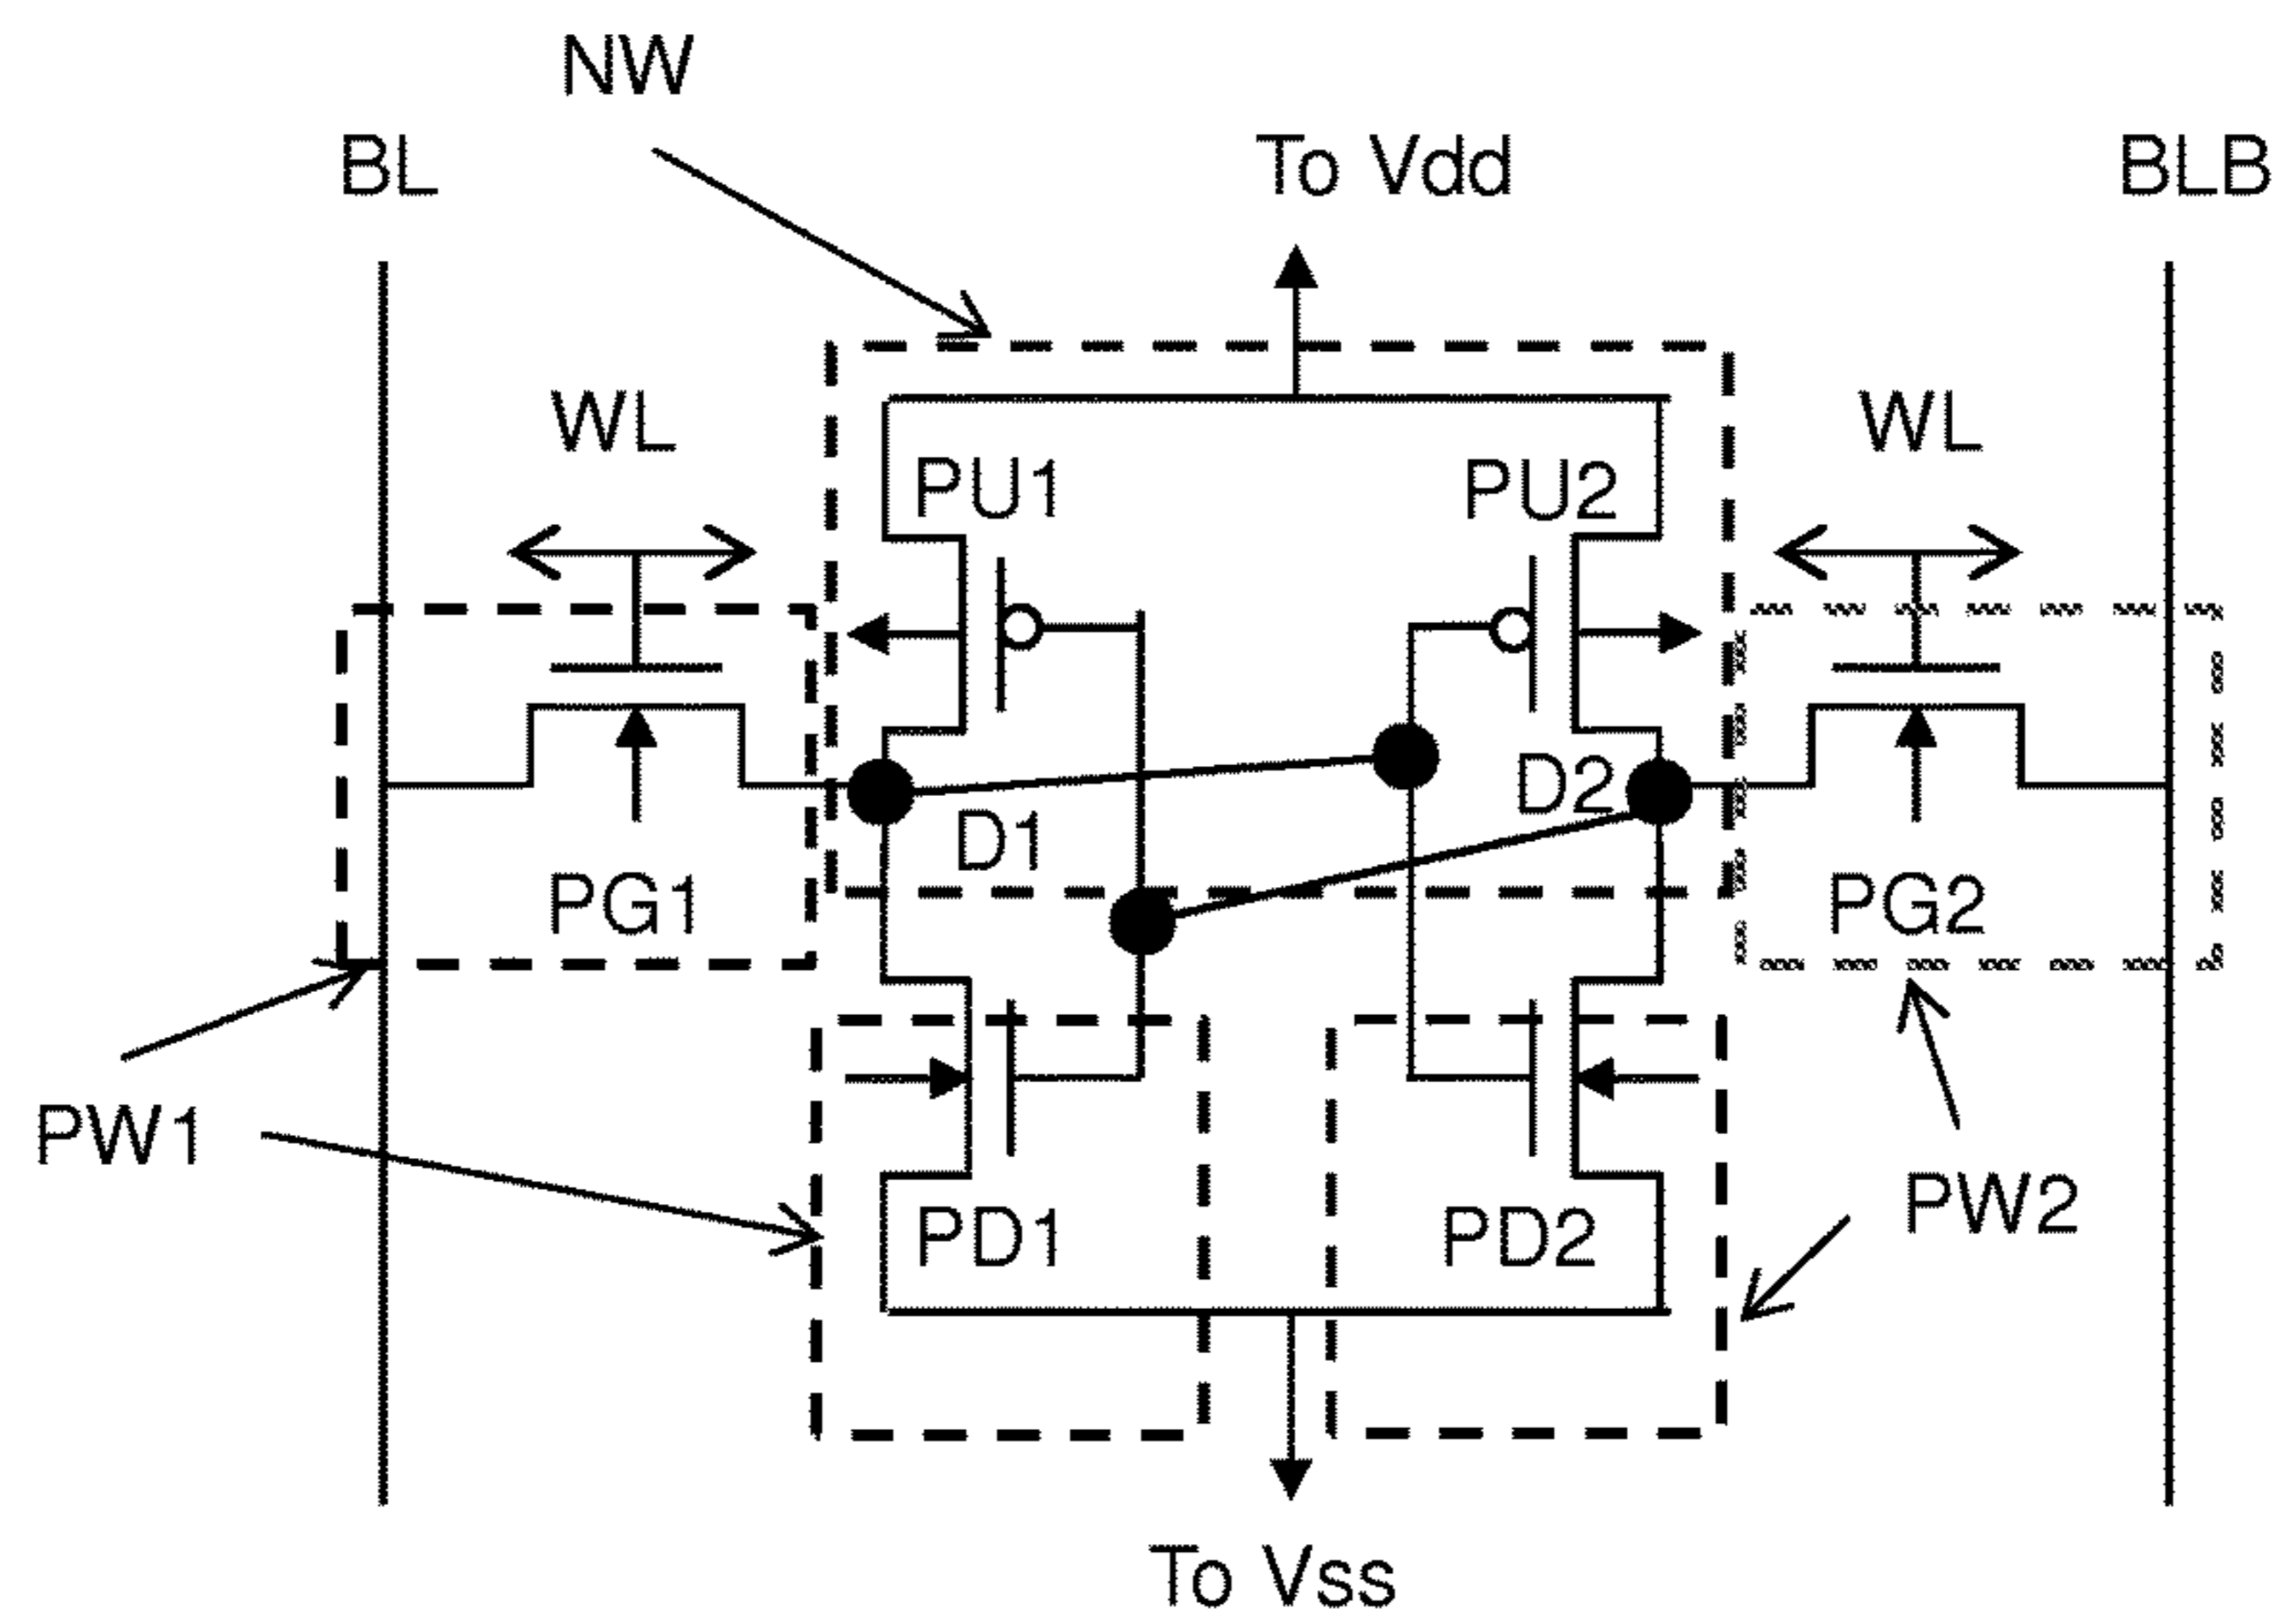 NW
BL
To Vdd
BLB
WL
WL
PU1
PU2
D2
D1
PG1
PG2
PW1
PW2
PD1
PD2
To Vss